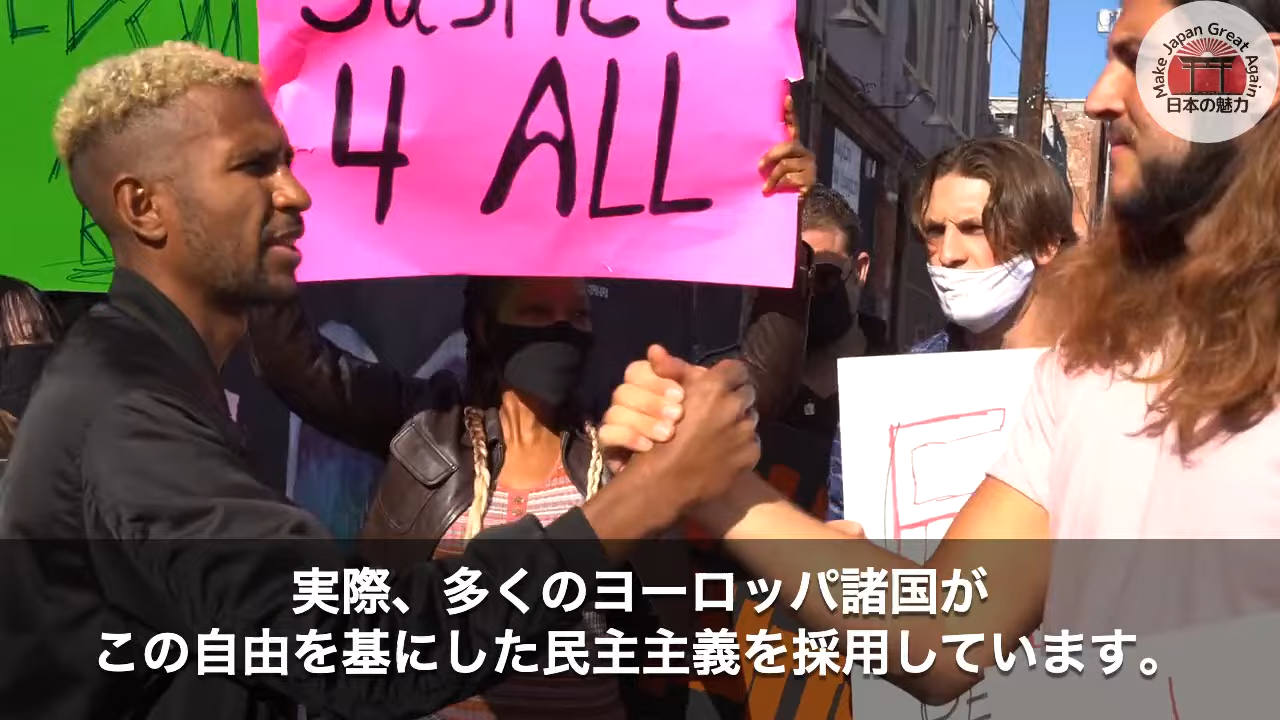 Justice
4 ALL
Make Japan Great Again
日本の魅力
実際、多くのヨーロッパ諸国が
この自由を基にした民主主義を採用しています。